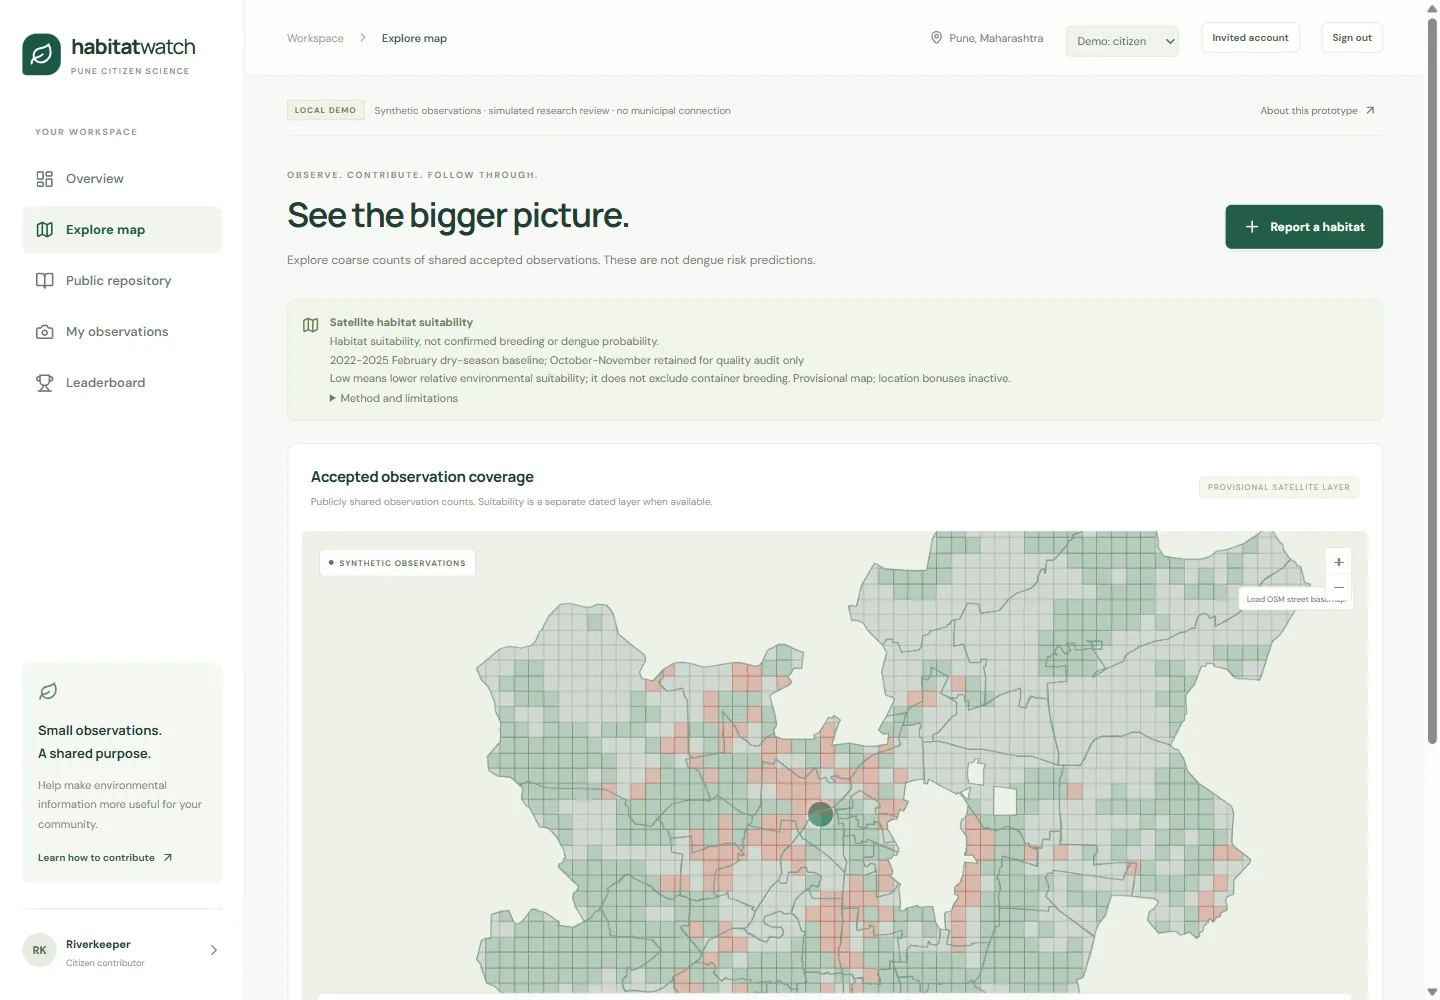 habitatwatch
PUNE CITIZEN SCIENCE
YOUR WORKSPACE
Overview
Explore map
Public repository
My observations
Leaderboard
Small observations.
A shared purpose.
Help make environmental
information more useful for your
community.
Learn how to contribute
RK
Riverkeeper
Citizen contributor
Workspace
Explore map
Pune, Maharashtra
Demo: citizen
Invited account
Sign out
LOCAL DEMO
Synthetic observations · simulated research review · no municipal connection
About this prototype
OBSERVE. CONTRIBUTE. FOLLOW THROUGH.
See the bigger picture.
Explore coarse counts of shared accepted observations. These are not dengue risk predictions.
+ Report a habitat
Satellite habitat suitability
Habitat suitability, not confirmed breeding or dengue probability.
2022-2025 February dry-season baseline; October-November retained for quality audit only
Low means lower relative environmental suitability; it does not exclude container breeding. Provisional map; location bonuses inactive.
Method and limitations
Accepted observation coverage
Publicly shared observation counts. Suitability is a separate dated layer when available.
PROVISIONAL SATELLITE LAYER
SYNTHETIC OBSERVATIONS
+
−
Load OSM street